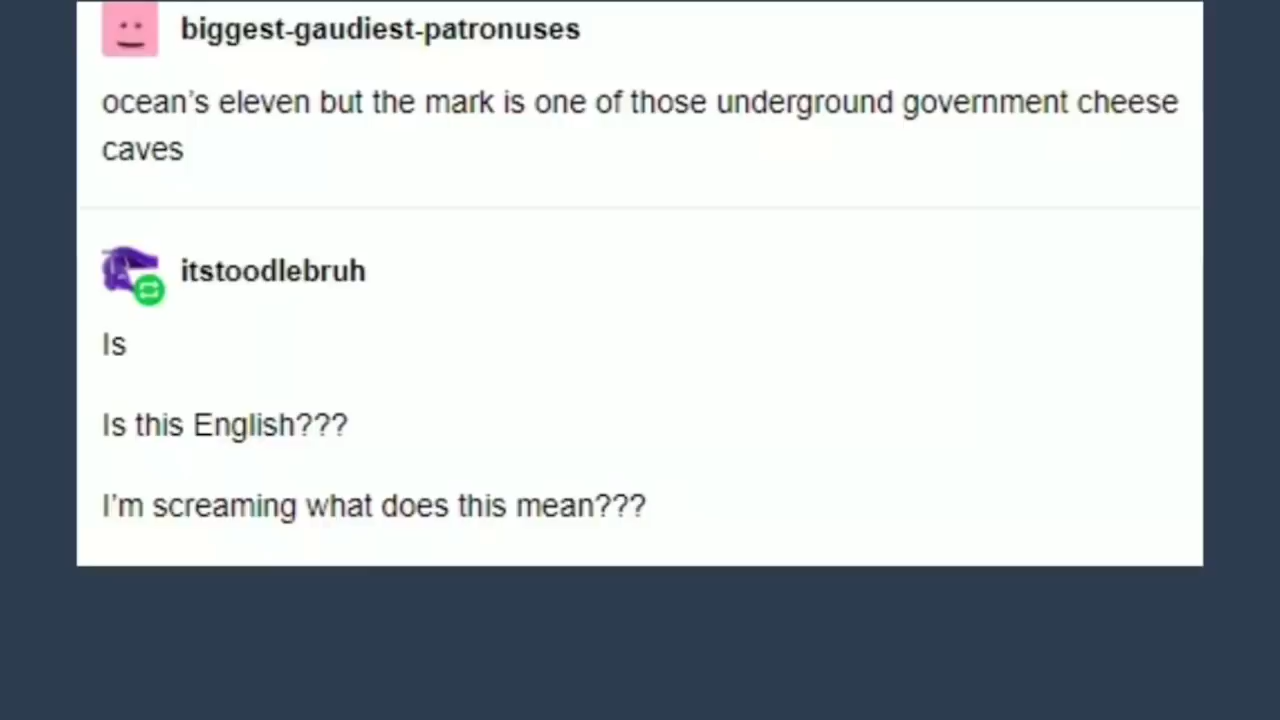 biggest-gaudiest-patronuses
ocean’s eleven but the mark is one of those underground government cheese
caves
itstoodlebruh
Is
Is this English???
I’m screaming what does this mean???